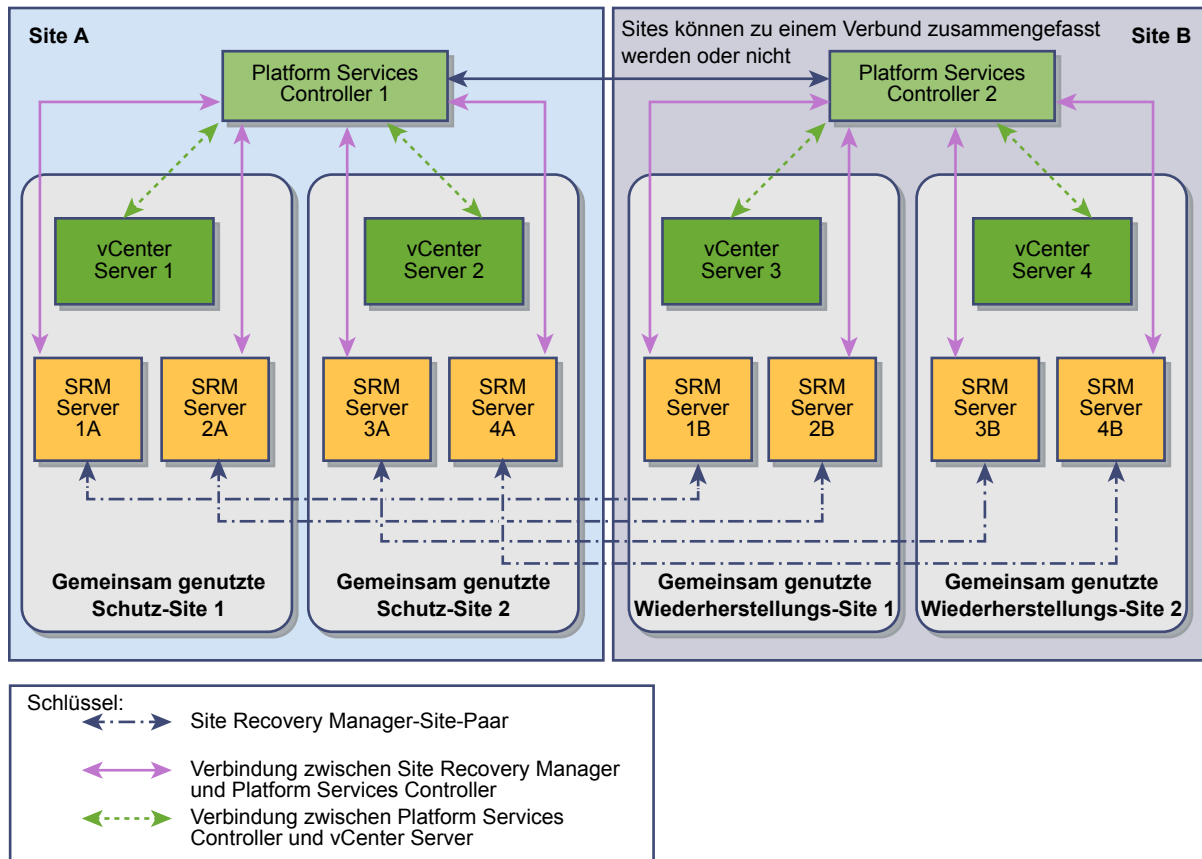 Site A
Sites können zu einem Verbund zusammengefasst
werden oder nicht
Site B
Platform Services
Controller 1
Platform Services
Controller 2
vCenter
Server 1
vCenter
Server 2
vCenter
Server 3
vCenter
Server 4
SRM
Server
1A
SRM
Server
2A
SRM
Server
3A
SRM
Server
4A
SRM
Server
1B
SRM
Server
2B
SRM
Server
3B
SRM
Server
4B
Gemeinsam genutzte
Schutz-Site 1
Gemeinsam genutzte
Schutz-Site 2
Gemeinsam genutzte
Wiederherstellungs-Site 1
Gemeinsam genutzte
Wiederherstellungs-Site 2
Schlüssel:
Site Recovery Manager-Site-Paar
Verbindung zwischen Site Recovery Manager
und Platform Services Controller
Verbindung zwischen Platform Services
Controller und vCenter Server